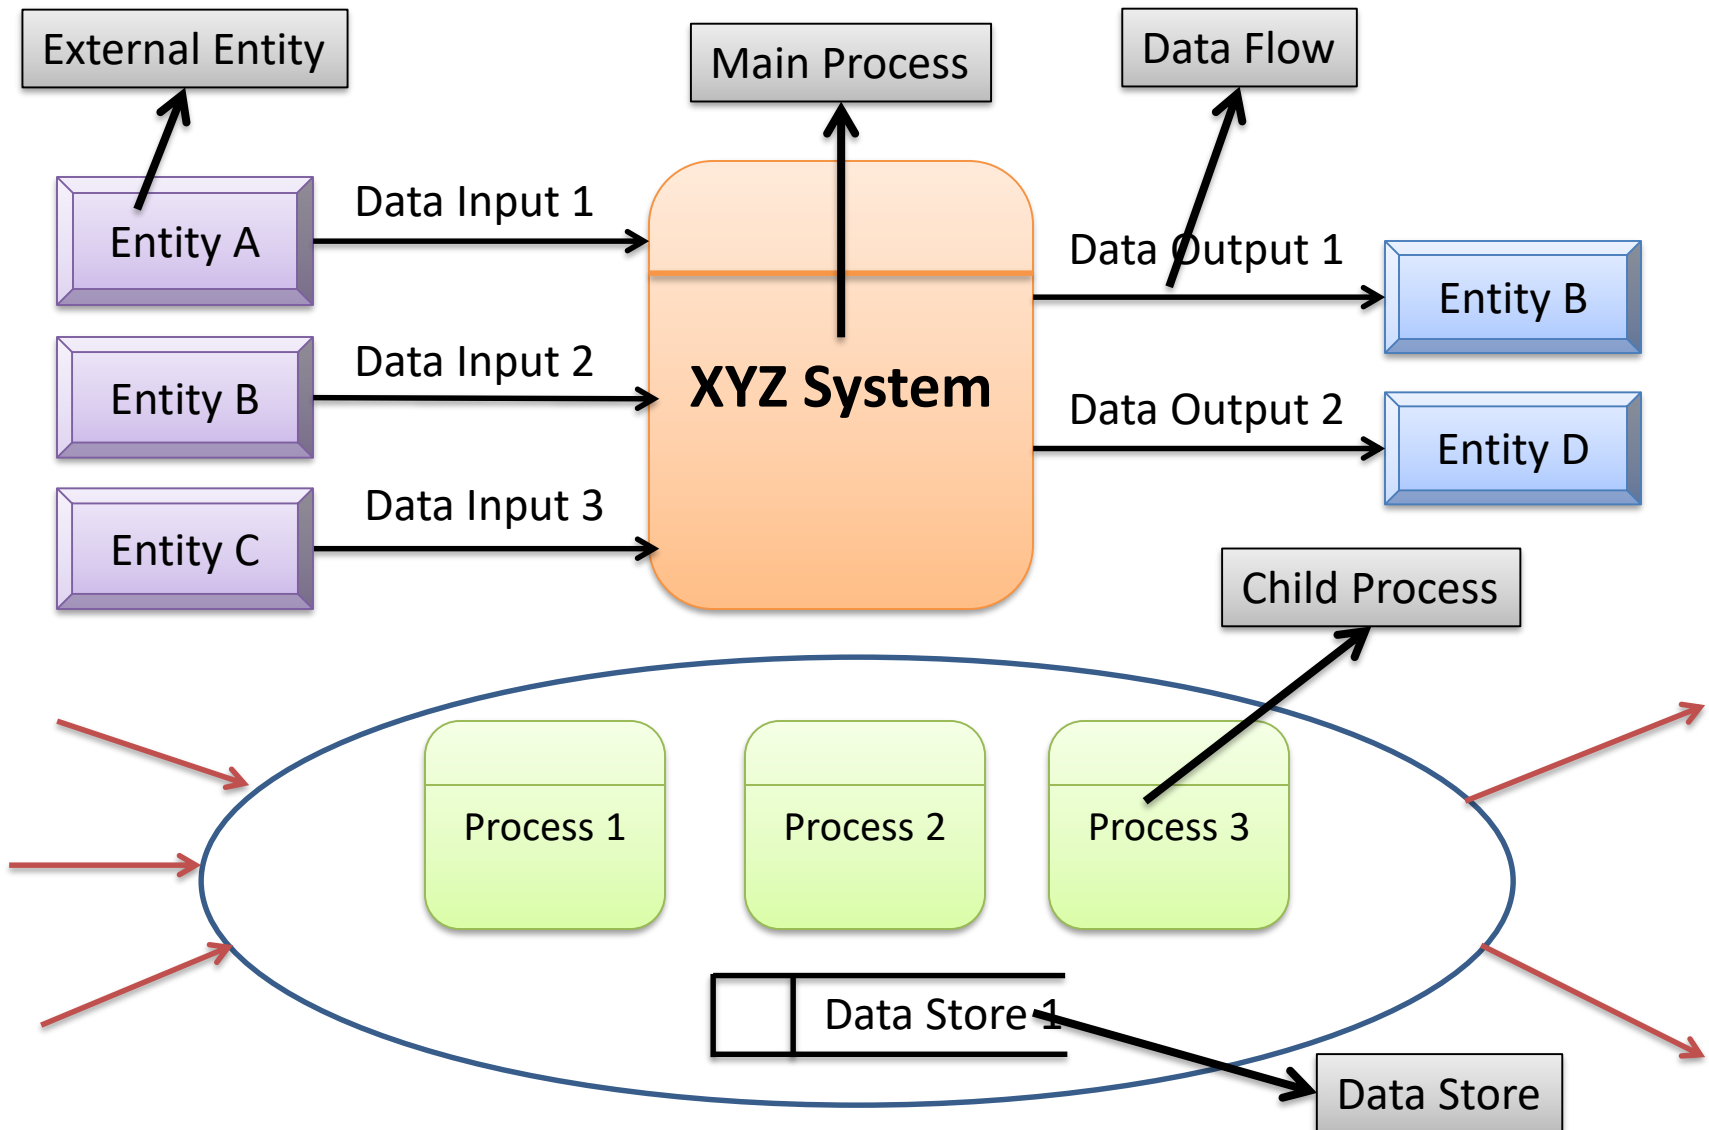 External Entity
Main Process
Data Flow
Data Input 1
Entity A
Data Output 1
Entity B
Data Input 2
Entity B
XYZ System
Data Output 2
Entity D
Data Input 3
Entity C
Child Process
Process 1
Process 2
Process 3
Data Store 1
Data Store